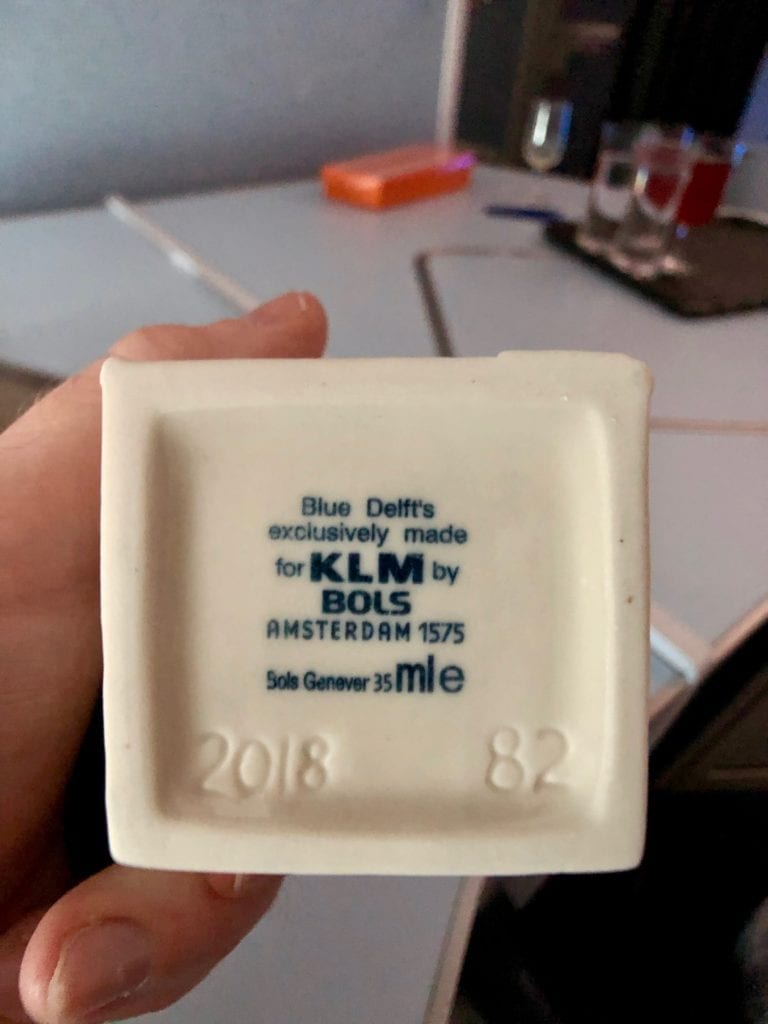 Blue Delft's
exclusively made
for KLM by
BOLS
AMSTERDAM 1575
Bols Genever 35 ml e
2018 82